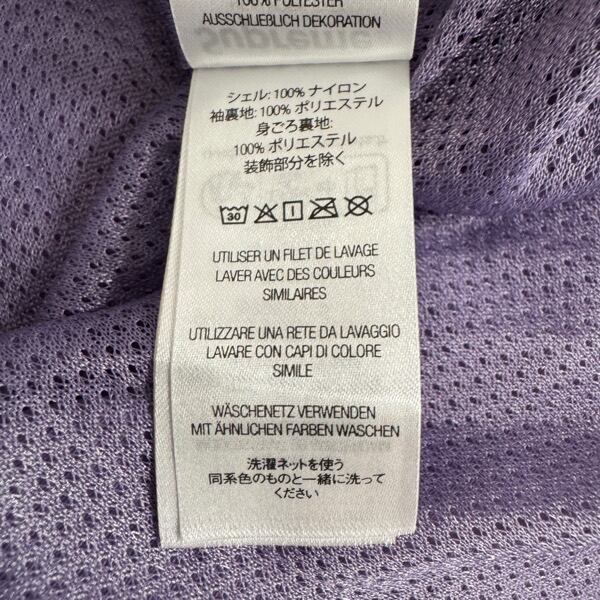 100% POLYESTER
AUSSCHLIEßLICH DEKORATION
Supreme
シェル: 100% ナイロン
袖裏地: 100% ポリエステル
身ごろ裏地:
100% ポリエステル
装飾部分を除く
30
UTILISER UN FILET DE LAVAGE
LAVER AVEC DES COULEURS
SIMILAIRES
UTILIZZARE UNA RETE DA LAVAGGIO
LAVARE CON CAPI DI COLORE
SIMILE
WÄSCHENETZ VERWENDEN
MIT ÄHNLICHEN FARBEN WASCHEN
洗濯ネットを使う
同系色のものと一緒に洗って
ください